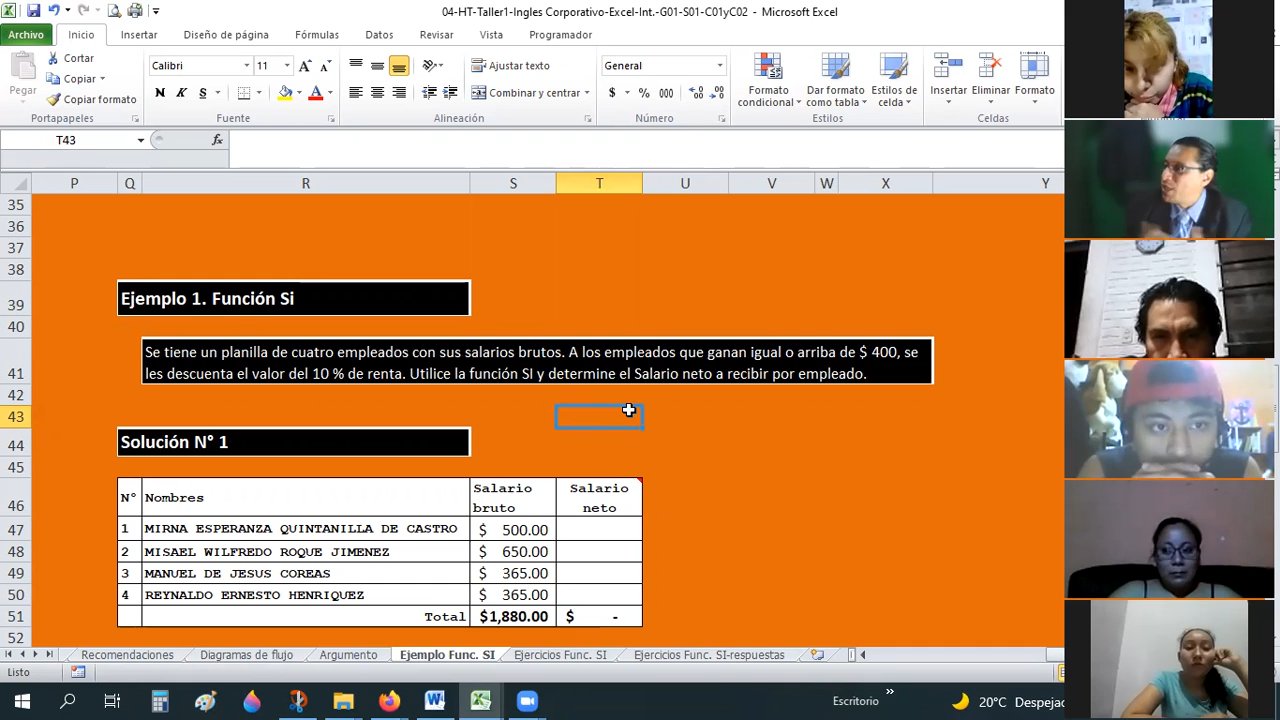 04-HT-Taller1-Ingles Corporativo-Excel-Int.-G01-S01-C01yC02 - Microsoft Excel
Archivo Inicio Insertar Diseño de página Fórmulas Datos Revisar Vista Programador
Pegar
Cortar
Copiar
Copiar formato
Portapapeles
Calibri 11
N K S
Fuente
Ajustar texto
Combinar y centrar
Alineación
General
$ % 000
Número
Formato condicional
Dar formato como tabla
Estilos de celda
Estilos
Insertar Eliminar Formato
Celdas
T43 fx
P Q R S T U V W X Y
35
36
37
38
39 Ejemplo 1. Función Si
40
41 Se tiene un planilla de cuatro empleados con sus salarios brutos. A los empleados que ganan igual o arriba de $ 400, se
les descuenta el valor del 10 % de renta. Utilice la función SI y determine el Salario neto a recibir por empleado.
42
43
44 Solución N° 1
45
46 N° Nombres Salario bruto Salario neto
47 1 MIRNA ESPERANZA QUINTANILLA DE CASTRO $ 500.00
48 2 MISAEL WILFREDO ROQUE JIMENEZ $ 650.00
49 3 MANUEL DE JESUS COREAS $ 365.00
50 4 REYNALDO ERNESTO HENRIQUEZ $ 365.00
51 Total $1,880.00 $ -
52
Recomendaciones Diagramas de flujo Argumento Ejemplo Func. SI Ejercicios Func. SI Ejercicios Func. SI-respuestas
Listo
Escritorio » 20°C Despejac